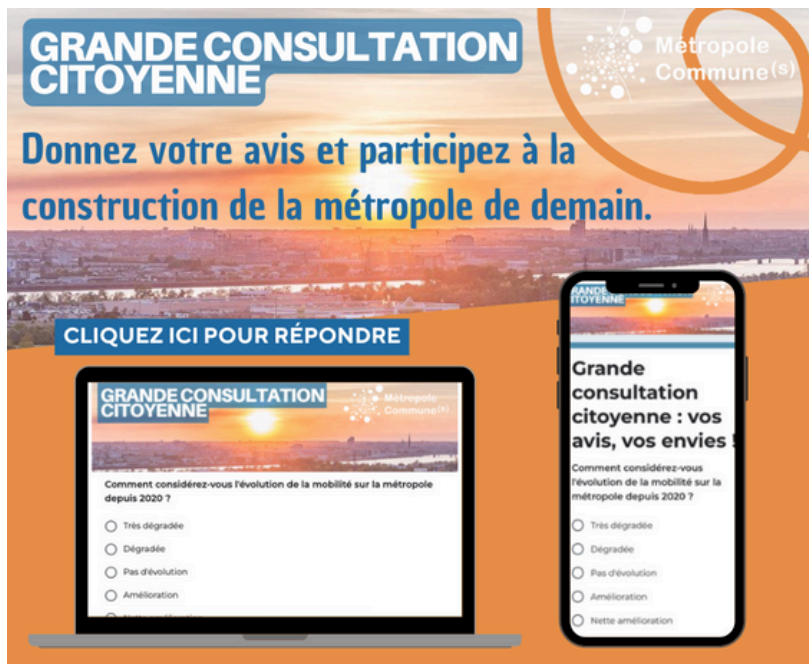 GRANDE CONSULTATION
CITOYENNE
Métropole
Commune(s)
Donnez votre avis et participez à la
construction de la métropole de demain.
CLIQUEZ ICI POUR RÉPONDRE
GRANDE CONSULTATION
CITOYENNE
Métropole
Commune(s)
Comment considérez-vous l'évolution de la mobilité sur la métropole
depuis 2020 ?
Très dégradée
Dégradée
Pas d'évolution
Amélioration
Nette amélioration
CITOYENNE
Grande
consultation
citoyenne : vos
avis, vos envies !
Comment considérez-vous
l'évolution de la mobilité sur la
métropole depuis 2020 ?
Très dégradée
Dégradée
Pas d'évolution
Amélioration
Nette amélioration